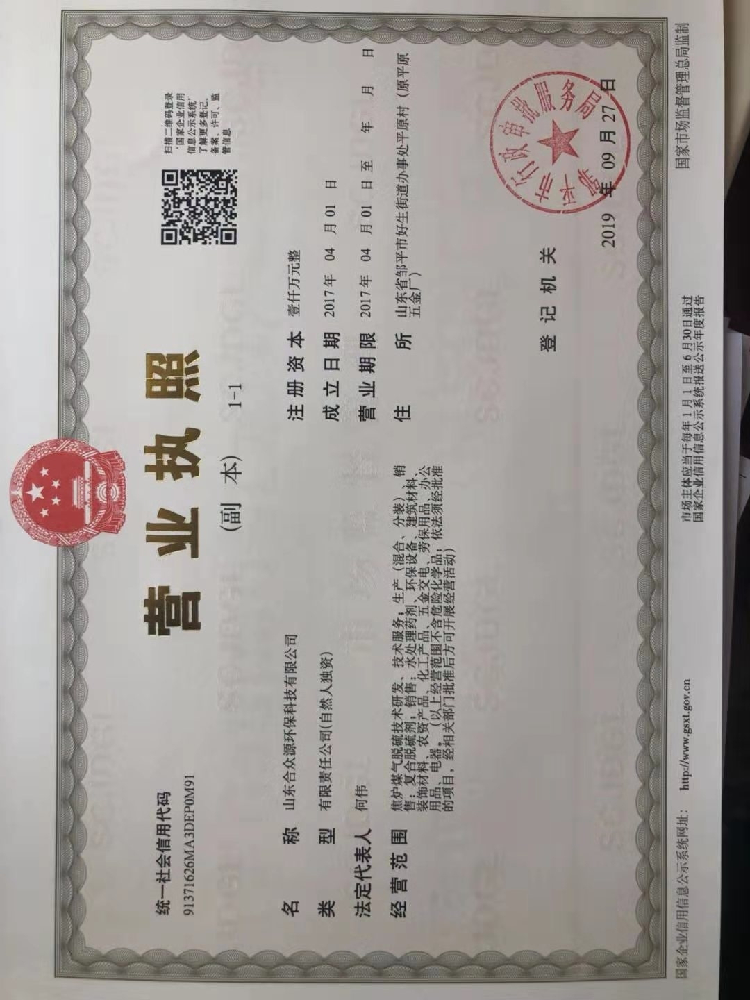 营业执照
(副 本) 1-1
统一社会信用代码
91371626MA3DEP0M91
扫描二维码登录
‘国家企业信用
信息公示系统’
了解更多登记、
备案、许可、监
管信息
名称 山东合众源环保科技有限公司
类型 有限责任公司(自然人独资)
法定代表人 何伟
经营范围 焦炉煤气脱硫技术研发、技术服务；生产（混合、分装）、销
售：复合脱硫剂；销售：水处理药剂、环保设备、建筑材料、
装饰材料、农资产品、化工产品、五金交电、劳保用品、办公
用品、电器。（以上经营范围不含危险化学品；依法须经批准
的项目，经相关部门批准后方可开展经营活动）
注册资本 壹仟万元整
成立日期 2017年 04 月 01 日
营业期限 2017年 04 月 01 日至 年 月 日
住所 山东省邹平市好生街道办事处平原村（原平原
五金厂）
登记机关
邹平市行政审批服务局
2019 年 09 月 27 日
国家企业信用信息公示系统网址： http://www.gsxt.gov.cn
市场主体应当于每年 1 月 1 日至 6 月 30 日通过
国家企业信用信息公示系统报送公示年度报告
国家市场监督管理总局监制